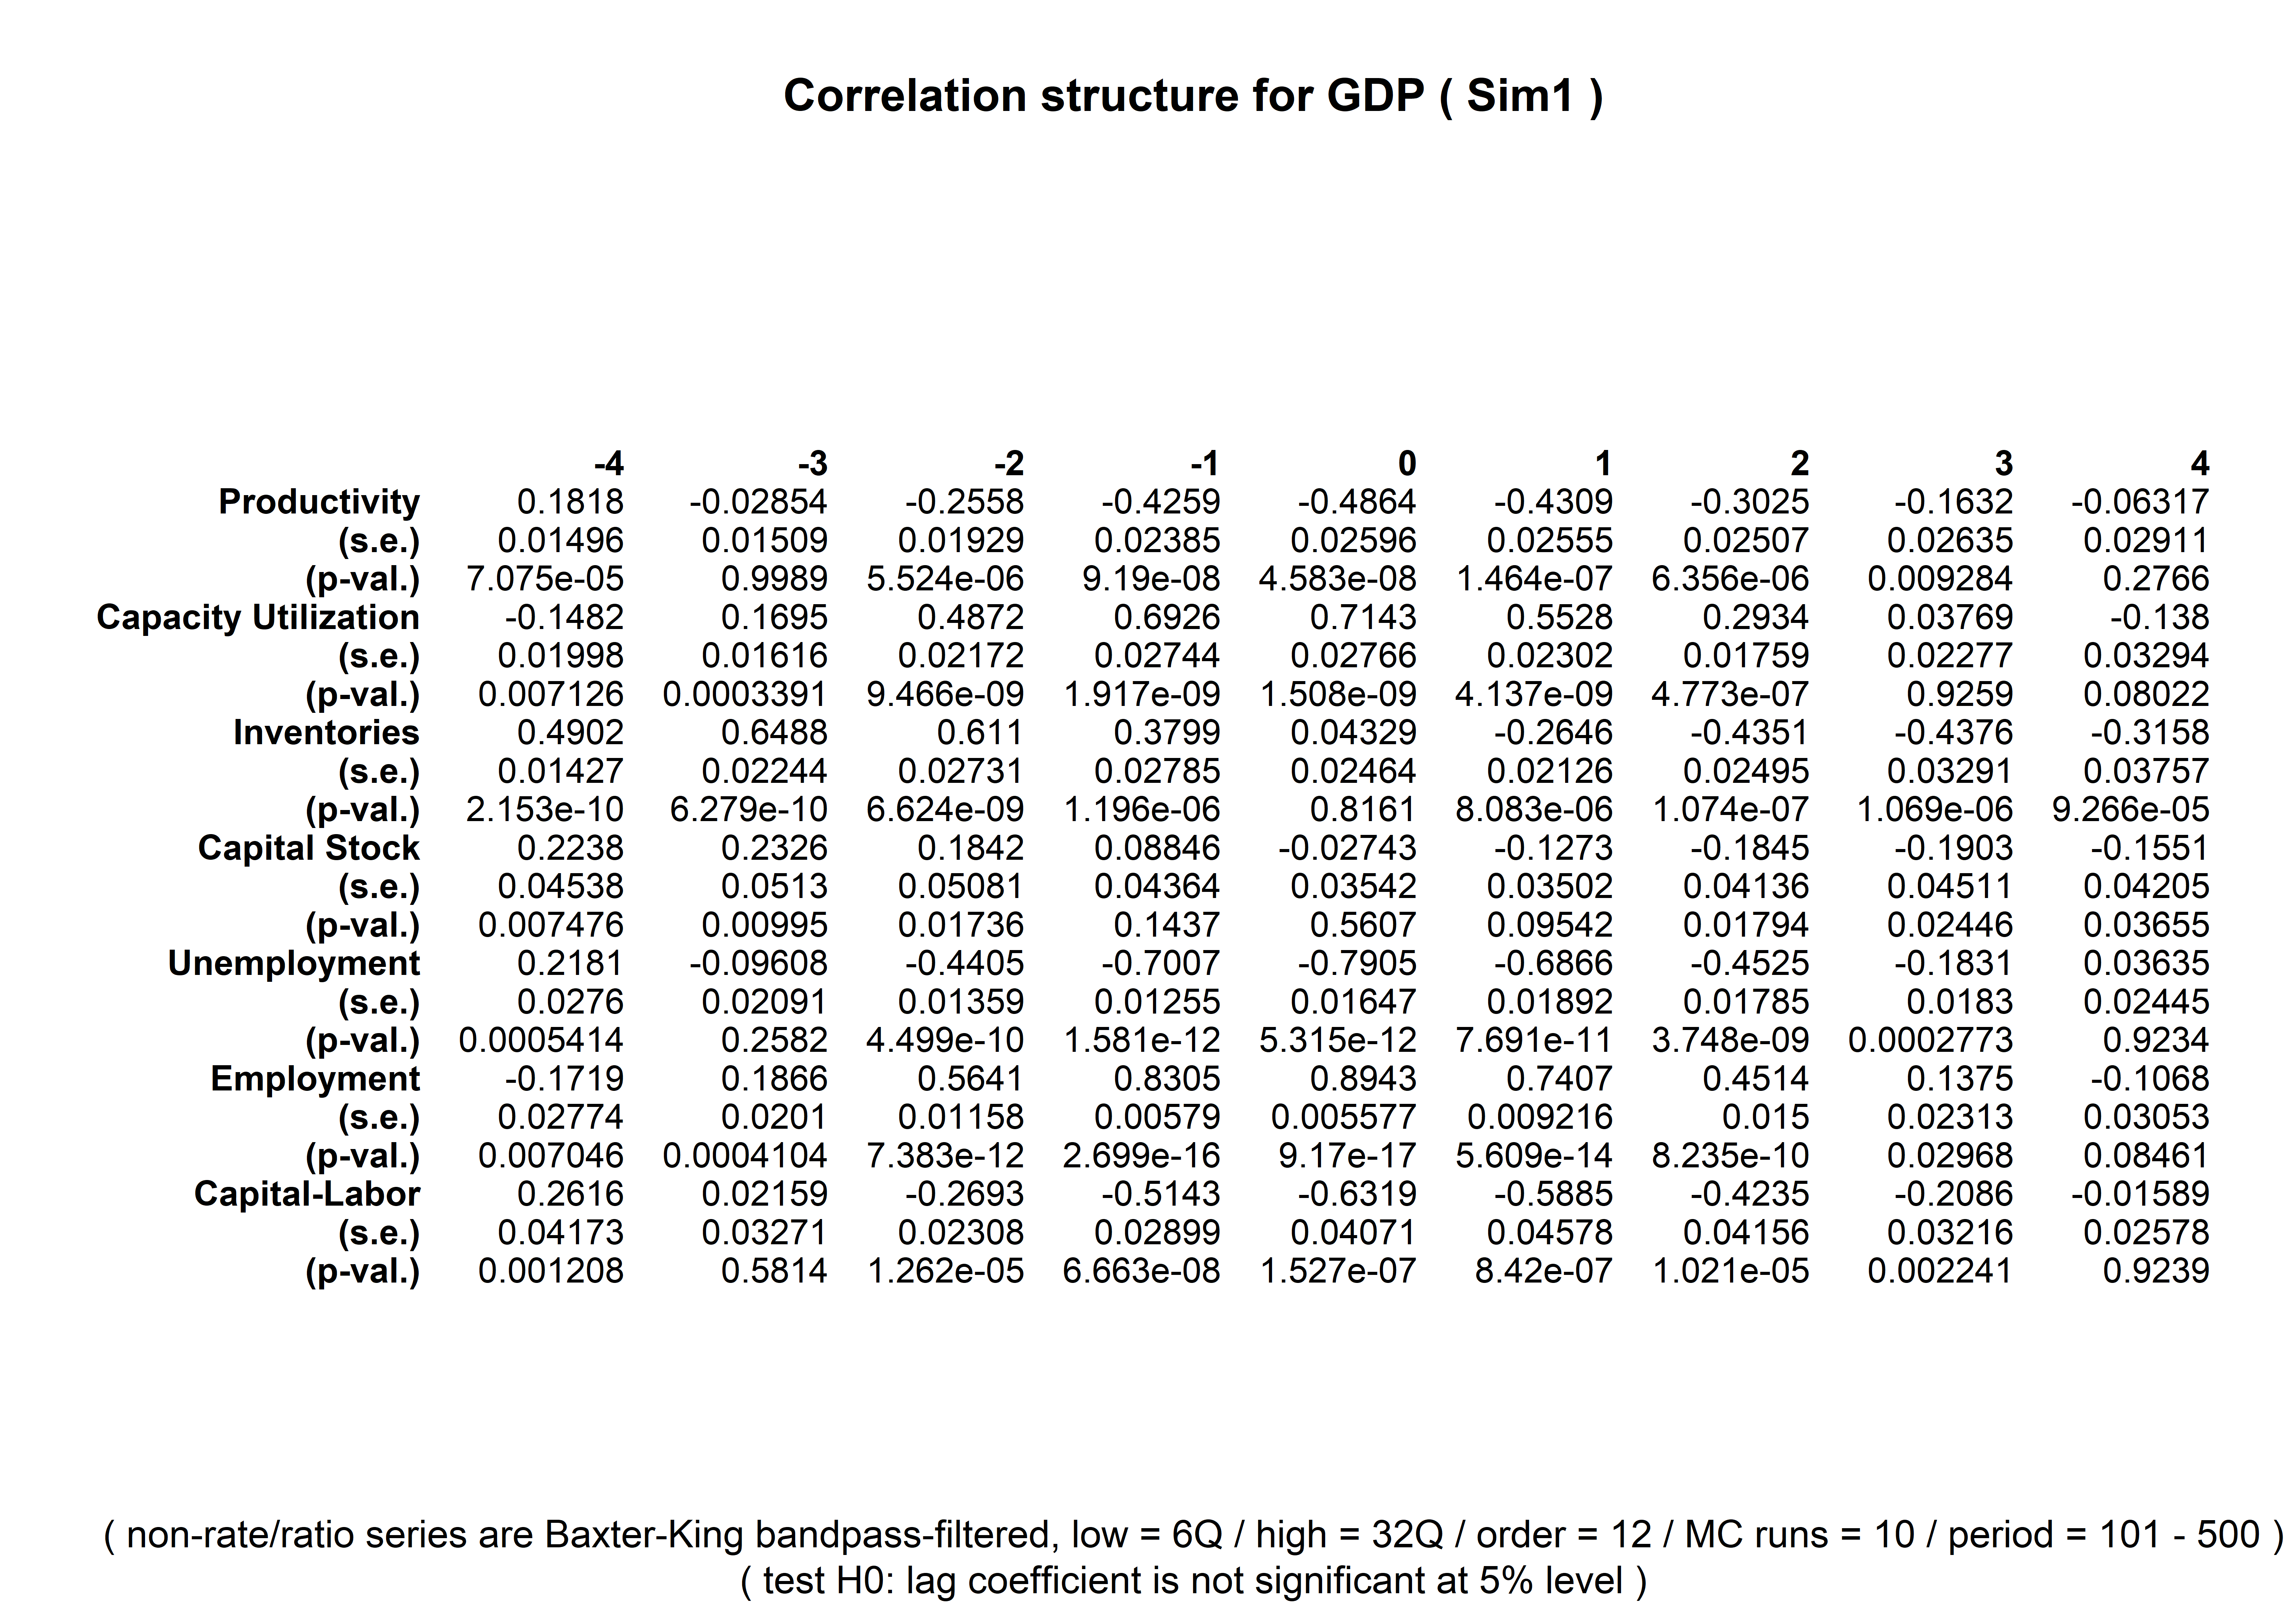 Correlation structure for GDP ( Sim1 )
-4 -3 -2 -1 0 1 2 3 4
Productivity 0.1818 -0.02854 -0.2558 -0.4259 -0.4864 -0.4309 -0.3025 -0.1632 -0.06317
(s.e.) 0.01496 0.01509 0.01929 0.02385 0.02596 0.02555 0.02507 0.02635 0.02911
(p-val.) 7.075e-05 0.9989 5.524e-06 9.19e-08 4.583e-08 1.464e-07 6.356e-06 0.009284 0.2766
Capacity Utilization -0.1482 0.1695 0.4872 0.6926 0.7143 0.5528 0.2934 0.03769 -0.138
(s.e.) 0.01998 0.01616 0.02172 0.02744 0.02766 0.02302 0.01759 0.02277 0.03294
(p-val.) 0.007126 0.0003391 9.466e-09 1.917e-09 1.508e-09 4.137e-09 4.773e-07 0.9259 0.08022
Inventories 0.4902 0.6488 0.611 0.3799 0.04329 -0.2646 -0.4351 -0.4376 -0.3158
(s.e.) 0.01427 0.02244 0.02731 0.02785 0.02464 0.02126 0.02495 0.03291 0.03757
(p-val.) 2.153e-10 6.279e-10 6.624e-09 1.196e-06 0.8161 8.083e-06 1.074e-07 1.069e-06 9.266e-05
Capital Stock 0.2238 0.2326 0.1842 0.08846 -0.02743 -0.1273 -0.1845 -0.1903 -0.1551
(s.e.) 0.04538 0.0513 0.05081 0.04364 0.03542 0.03502 0.04136 0.04511 0.04205
(p-val.) 0.007476 0.00995 0.01736 0.1437 0.5607 0.09542 0.01794 0.02446 0.03655
Unemployment 0.2181 -0.09608 -0.4405 -0.7007 -0.7905 -0.6866 -0.4525 -0.1831 0.03635
(s.e.) 0.0276 0.02091 0.01359 0.01255 0.01647 0.01892 0.01785 0.0183 0.02445
(p-val.) 0.0005414 0.2582 4.499e-10 1.581e-12 5.315e-12 7.691e-11 3.748e-09 0.0002773 0.9234
Employment -0.1719 0.1866 0.5641 0.8305 0.8943 0.7407 0.4514 0.1375 -0.1068
(s.e.) 0.02774 0.0201 0.01158 0.00579 0.005577 0.009216 0.015 0.02313 0.03053
(p-val.) 0.007046 0.0004104 7.383e-12 2.699e-16 9.17e-17 5.609e-14 8.235e-10 0.02968 0.08461
Capital-Labor 0.2616 0.02159 -0.2693 -0.5143 -0.6319 -0.5885 -0.4235 -0.2086 -0.01589
(s.e.) 0.04173 0.03271 0.02308 0.02899 0.04071 0.04578 0.04156 0.03216 0.02578
(p-val.) 0.001208 0.5814 1.262e-05 6.663e-08 1.527e-07 8.42e-07 1.021e-05 0.002241 0.9239
( non-rate/ratio series are Baxter-King bandpass-filtered, low = 6Q / high = 32Q / order = 12 / MC runs = 10 / period = 101 - 500 )
( test H0: lag coefficient is not significant at 5% level )